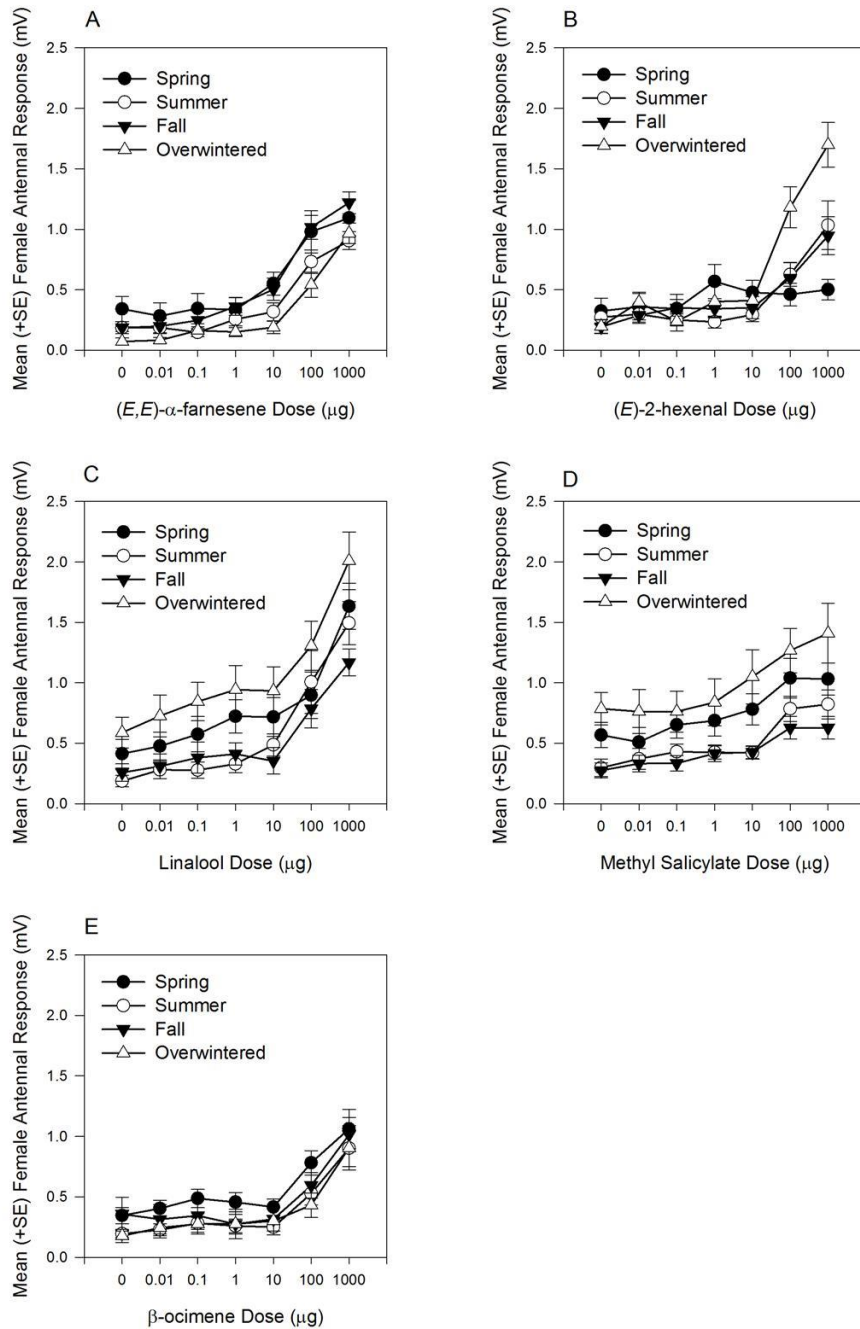 A
Mean (+SE) Female Antennal Response (mV)
2.5
2.0
1.5
1.0
0.5
0.0
Spring
Summer
Fall
Overwintered
0 0.01 0.1 1 10 100 1000
(E,E)-α-farnesene Dose (μg)
B
Mean (+SE) Female Antennal Response (mV)
2.5
2.0
1.5
1.0
0.5
0.0
Spring
Summer
Fall
Overwintered
0 0.01 0.1 1 10 100 1000
(E)-2-hexenal Dose (μg)
C
Mean (+SE) Female Antennal Response (mV)
2.5
2.0
1.5
1.0
0.5
0.0
Spring
Summer
Fall
Overwintered
0 0.01 0.1 1 10 100 1000
Linalool Dose (μg)
D
Mean (+SE) Female Antennal Response (mV)
2.5
2.0
1.5
1.0
0.5
0.0
Spring
Summer
Fall
Overwintered
0 0.01 0.1 1 10 100 1000
Methyl Salicylate Dose (μg)
E
Mean (+SE) Female Antennal Response (mV)
2.5
2.0
1.5
1.0
0.5
0.0
Spring
Summer
Fall
Overwintered
0 0.01 0.1 1 10 100 1000
β-ocimene Dose (μg)